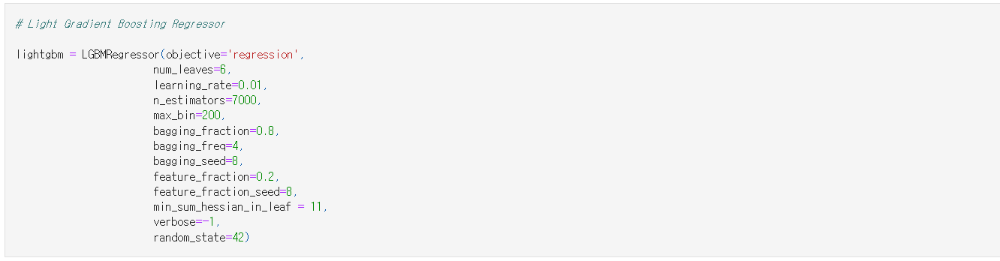 # Light Gradient Boosting Regressor
lightgbm = LGBMRegressor(objective='regression',
num_leaves=6,
learning_rate=0.01,
n_estimators=7000,
max_bin=200,
bagging_fraction=0.8,
bagging_freq=4,
bagging_seed=8,
feature_fraction=0.2,
feature_fraction_seed=8,
min_sum_hessian_in_leaf = 11,
verbose=-1,
random_state=42)